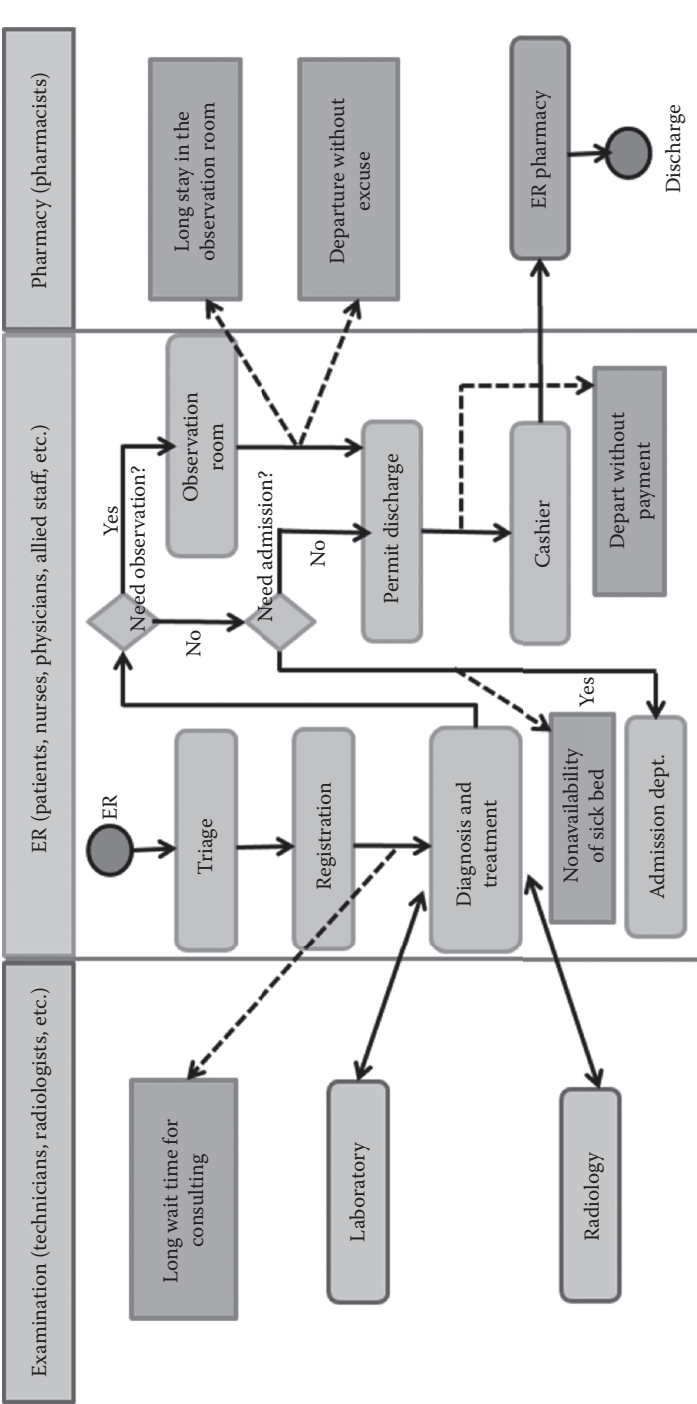 Examination (technicians, radiologists, etc.)
ER (patients, nurses, physicians, allied staff, etc.)
Pharmacy (pharmacists)
Long wait time for
consulting
Laboratory
Radiology
ER
Triage
Registration
Diagnosis and
treatment
Nonavailability
of sick bed
Admission dept.
Yes
Need observation?
Yes
No
Need admission?
No
Observation
room
Permit discharge
Cashier
Depart without
payment
Long stay in the
observation room
Departure without
excuse
ER pharmacy
Discharge